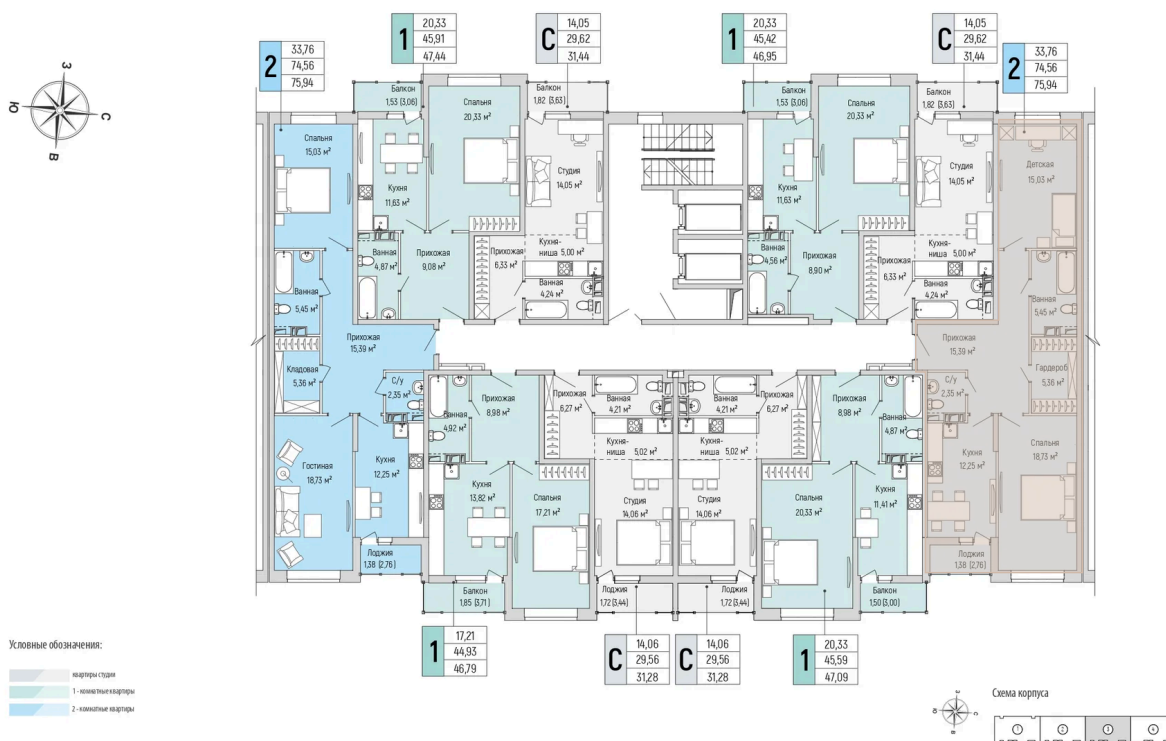 2
33,76
74,56
75,94
1
20,33
45,91
47,44
С
14,05
29,62
31,44
1
20,33
45,42
46,95
С
14,05
29,62
31,44
2
33,76
74,56
75,94
З
Ю
С
В
Балкон
1,53 (3,06)
Балкон
1,82 (3,63)
Балкон
1,53 (3,06)
Балкон
1,82 (3,63)
Спальня
15,03 м²
Спальня
20,33 м²
Кухня
11,63 м²
Студия
14,05 м²
Ванная
4,87 м²
Прихожая
9,08 м²
Прихожая
6,33 м²
Кухня-
ниша 5,00 м²
Ванная
4,24 м²
Спальня
20,33 м²
Кухня
11,63 м²
Студия
14,05 м²
Детская
15,03 м²
Ванная
4,56 м²
Прихожая
8,90 м²
Прихожая
6,33 м²
Кухня-
ниша 5,00 м²
Ванная
4,24 м²
Ванная
5,45 м²
Ванная
5,45 м²
Прихожая
15,39 м²
Прихожая
15,39 м²
Кладовая
5,36 м²
С/у
2,35 м²
Ванная
4,92 м²
Прихожая
8,98 м²
Прихожая
6,27 м²
Ванная
4,21 м²
Ванная
4,21 м²
Прихожая
6,27 м²
Прихожая
8,98 м²
Ванная
4,87 м²
С/у
2,35 м²
Гардероб
5,36 м²
Кухня-
ниша 5,02 м²
Кухня-
ниша 5,02 м²
Гостиная
18,73 м²
Кухня
12,25 м²
Кухня
13,82 м²
Спальня
17,21 м²
Студия
14,06 м²
Студия
14,06 м²
Спальня
20,33 м²
Кухня
11,41 м²
Кухня
12,25 м²
Спальня
18,73 м²
Лоджия
1,38 (2,76)
Балкон
1,85 (3,71)
Лоджия
1,72 (3,44)
Лоджия
1,72 (3,44)
Балкон
1,50 (3,00)
Лоджия
1,38 (2,76)
1
17,21
44,93
46,79
С
14,06
29,56
31,28
С
14,06
29,56
31,28
1
20,33
45,59
47,09
Условные обозначения:
квартиры студии
1 - комнатные квартиры
2 - комнатные квартиры
З
Ю
С
В
Схема корпуса
1
2
3
4